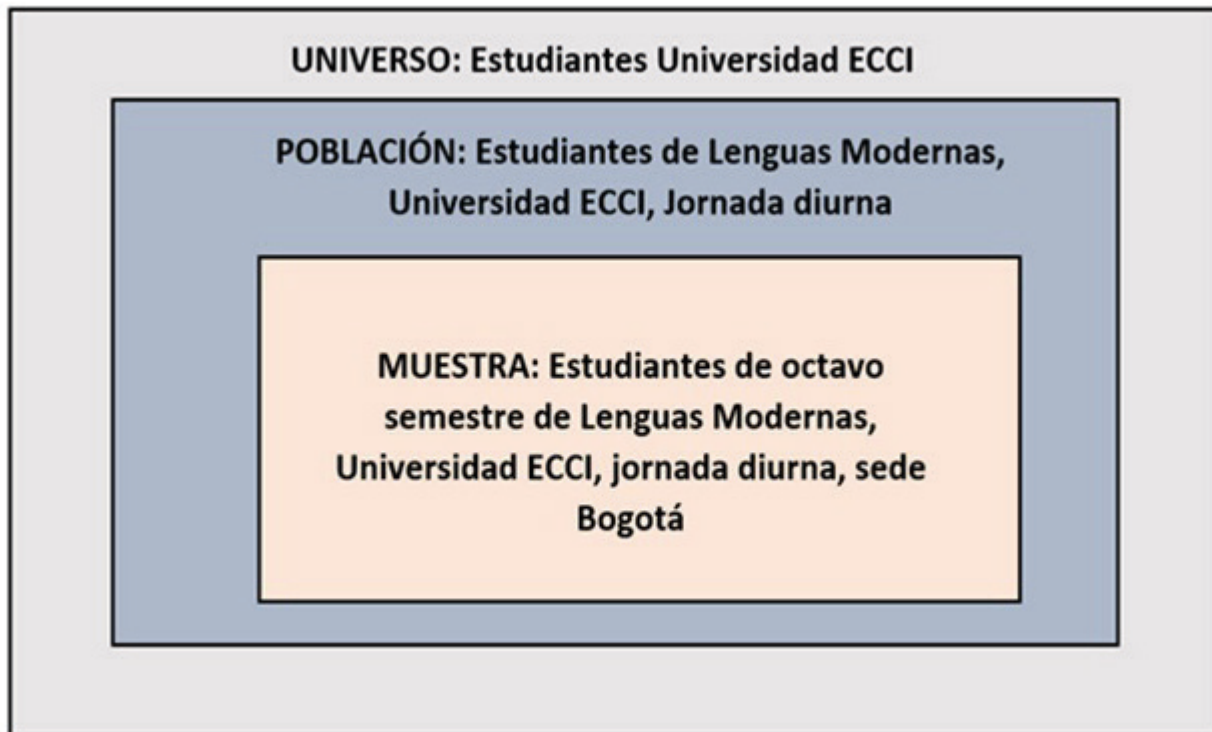 UNIVERSO: Estudiantes Universidad ECCI
POBLACIÓN: Estudiantes de Lenguas Modernas,
Universidad ECCI, Jornada diurna
MUESTRA: Estudiantes de octavo
semestre de Lenguas Modernas,
Universidad ECCI, jornada diurna, sede
Bogotá